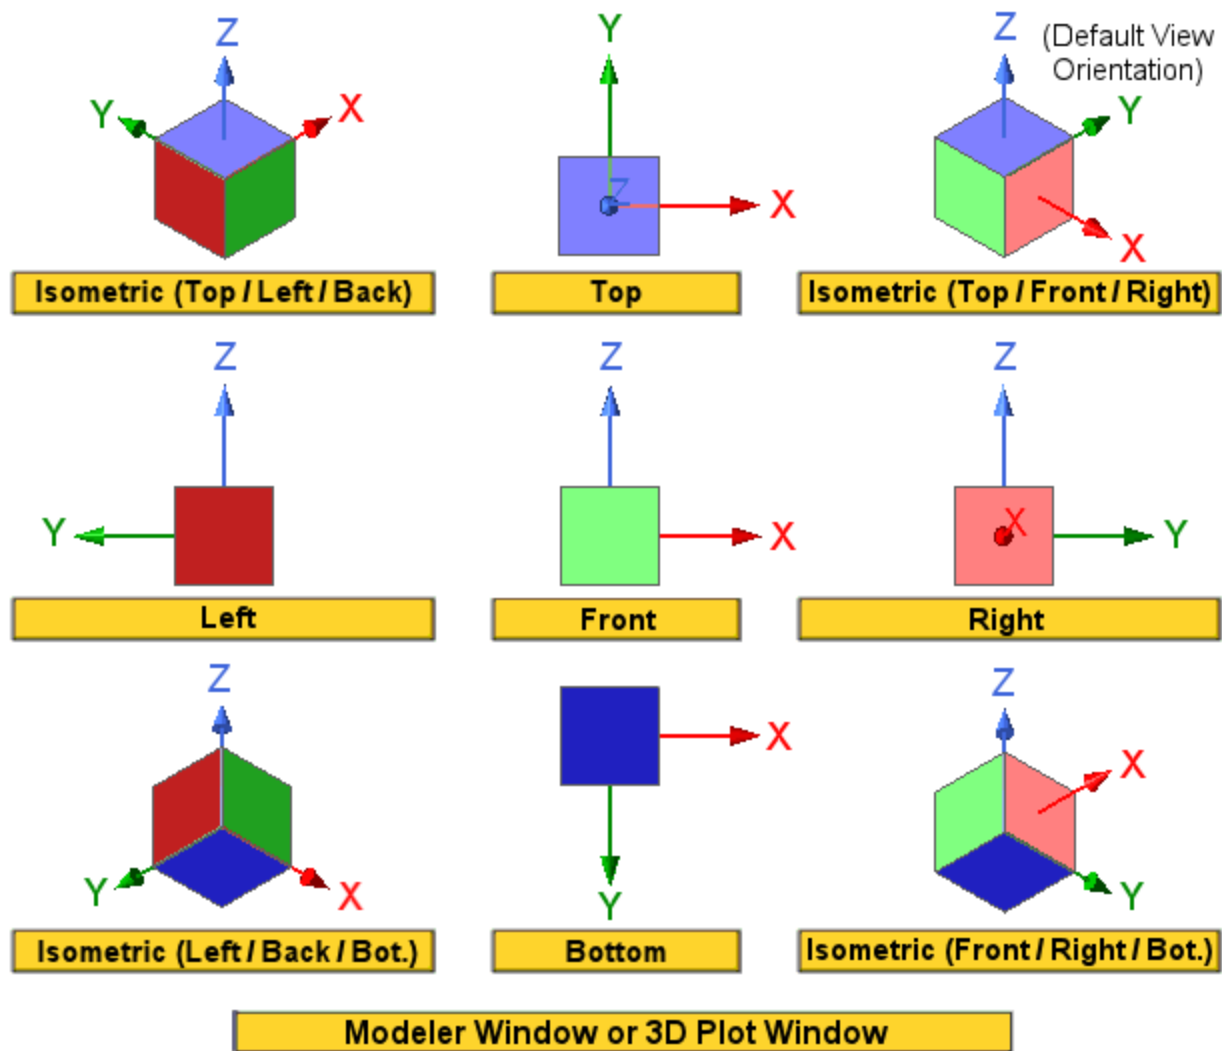 Z
Y
X
Isometric (Top / Left / Back)
Y
Z
X
Top
Z
(Default View
Orientation)
Y
X
Isometric (Top / Front / Right)
Z
Y
Left
Z
X
Front
Z
X
Y
Right
Z
Y
X
Isometric (Left / Back / Bot.)
X
Y
Bottom
Z
X
Y
Isometric (Front / Right / Bot.)
Modeler Window or 3D Plot Window